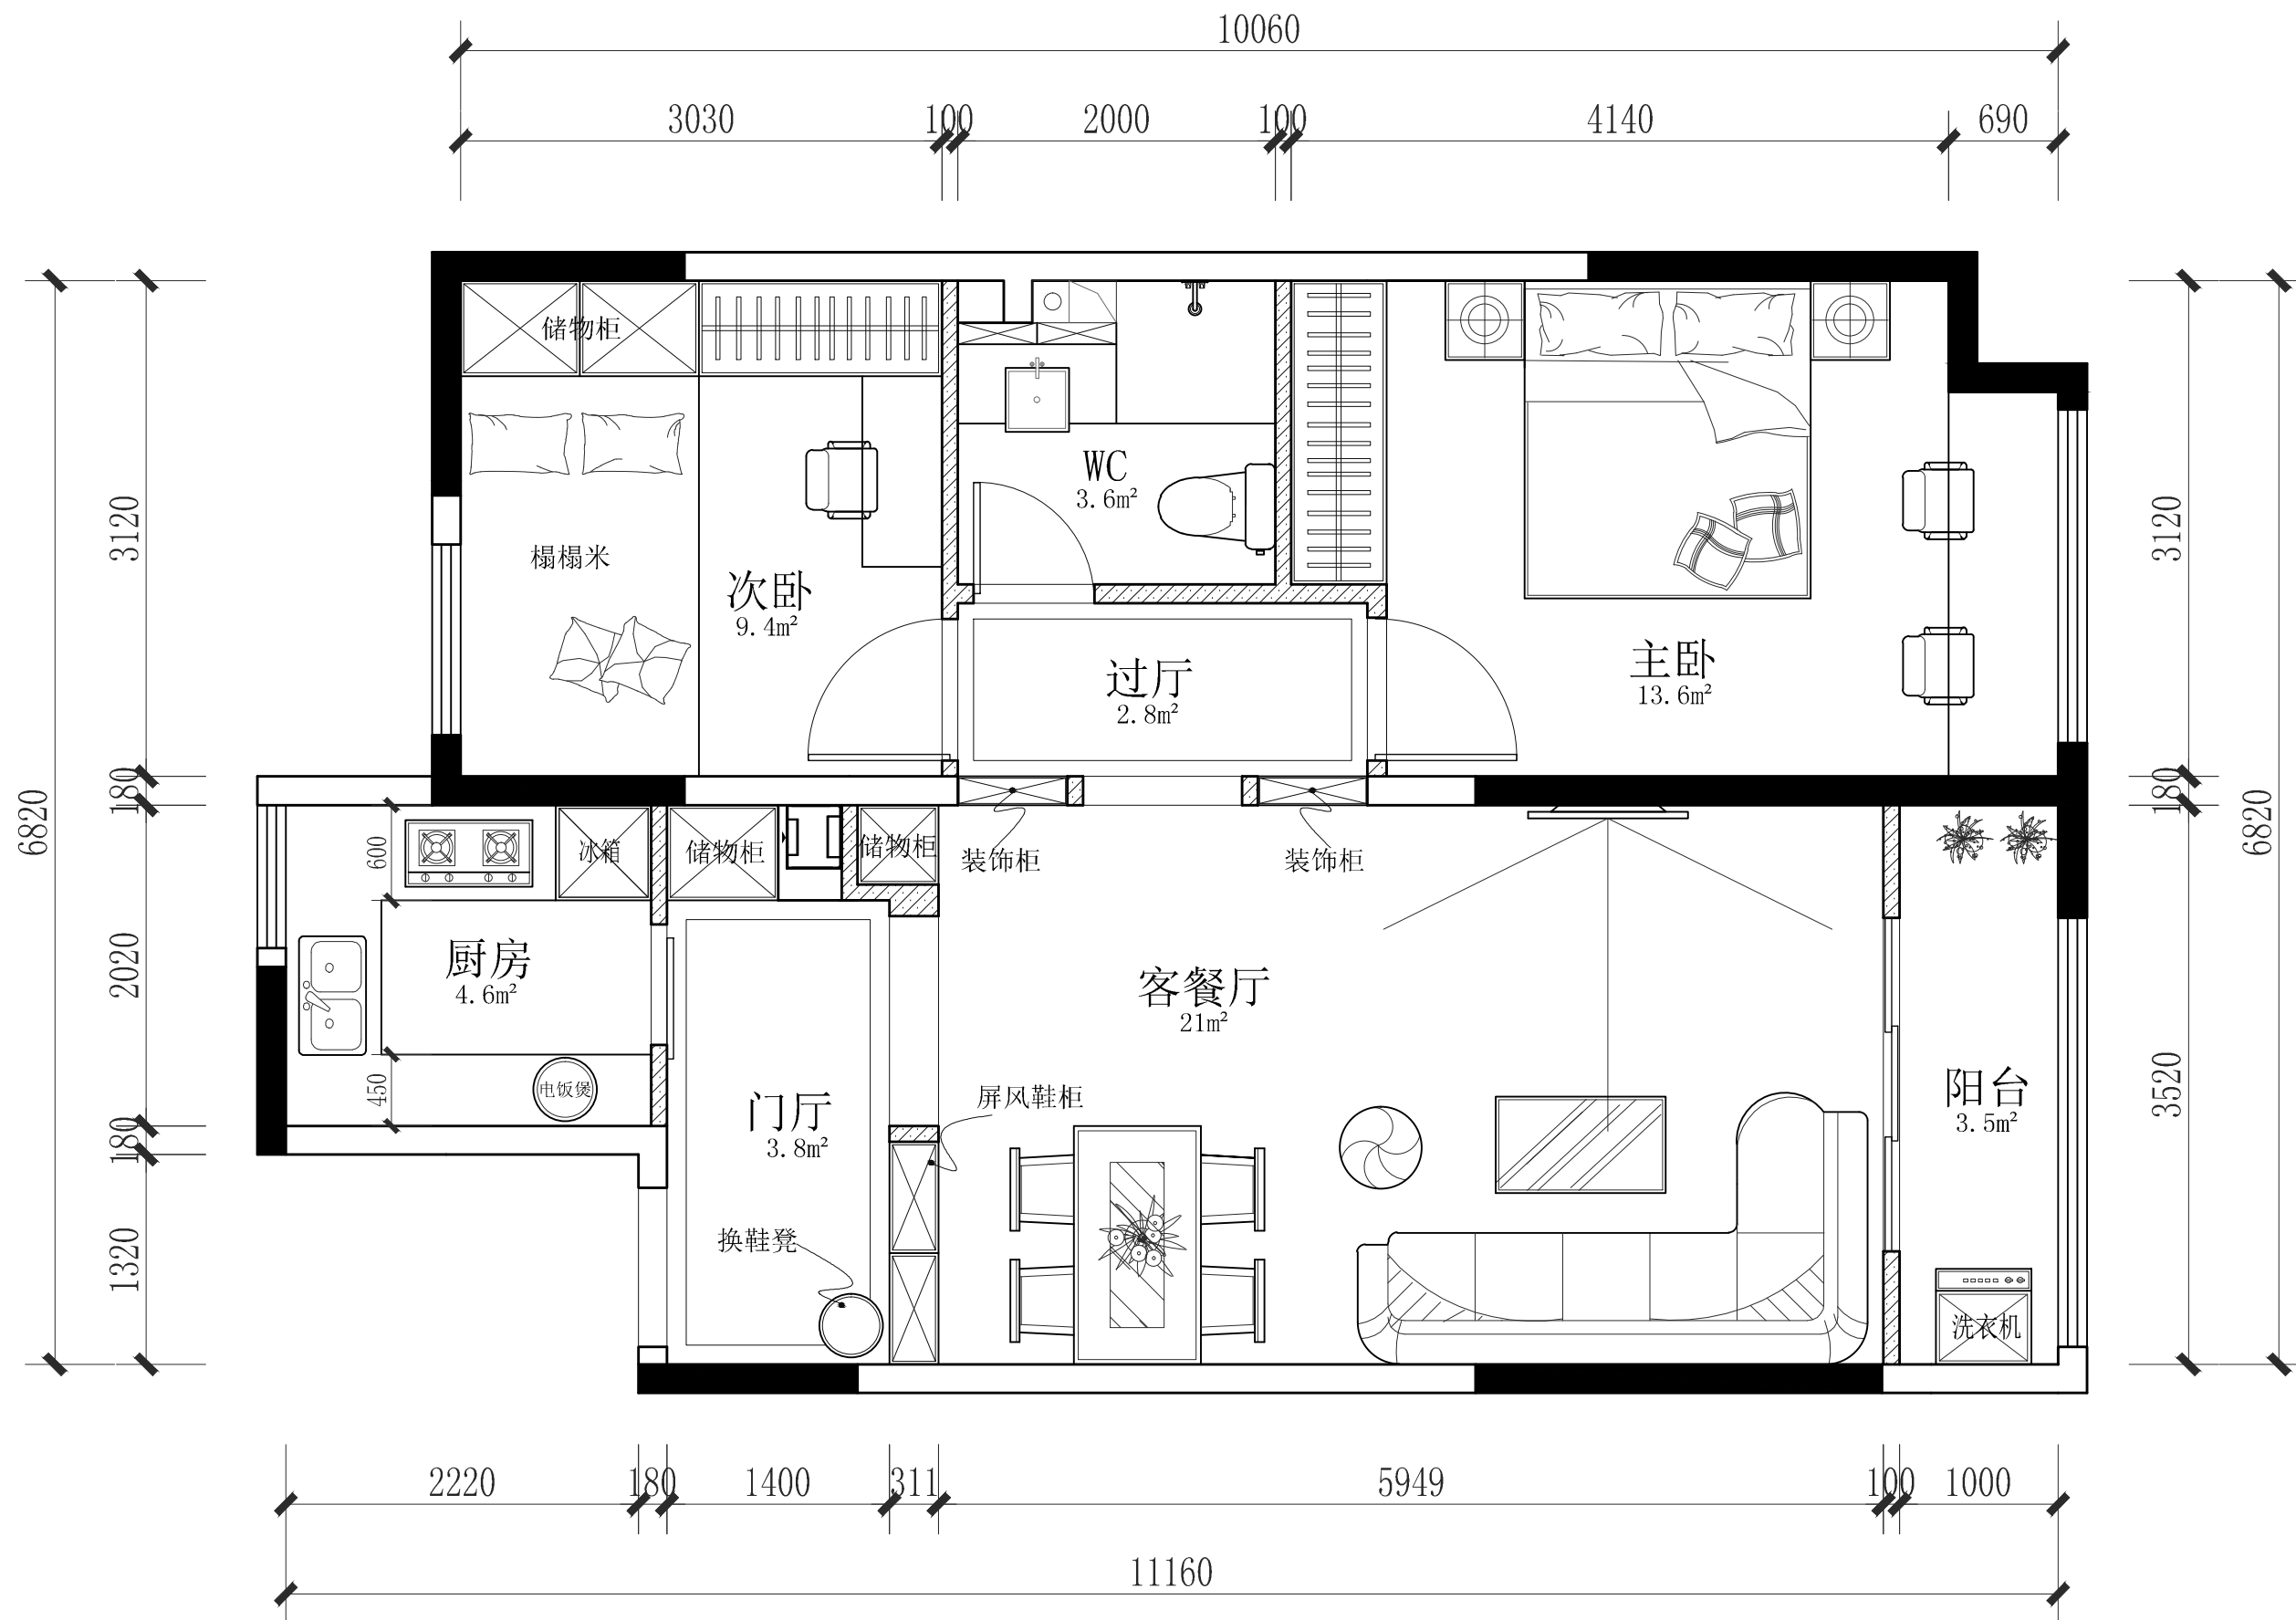 10060
3030
100
2000
100
4140
690
储物柜
WC
3.6m²
榻榻米
次卧
9.4m²
过厅
2.8m²
主卧
13.6m²
3120
180
6820
2020
180
1320
3120
180
6820
3520
600
冰箱
储物柜
储物柜
装饰柜
装饰柜
厨房
4.6m²
客餐厅
21m²
450
电饭煲
门厅
3.8m²
屏风鞋柜
阳台
3.5m²
换鞋凳
洗衣机
2220
180
1400
311
5949
100
1000
11160